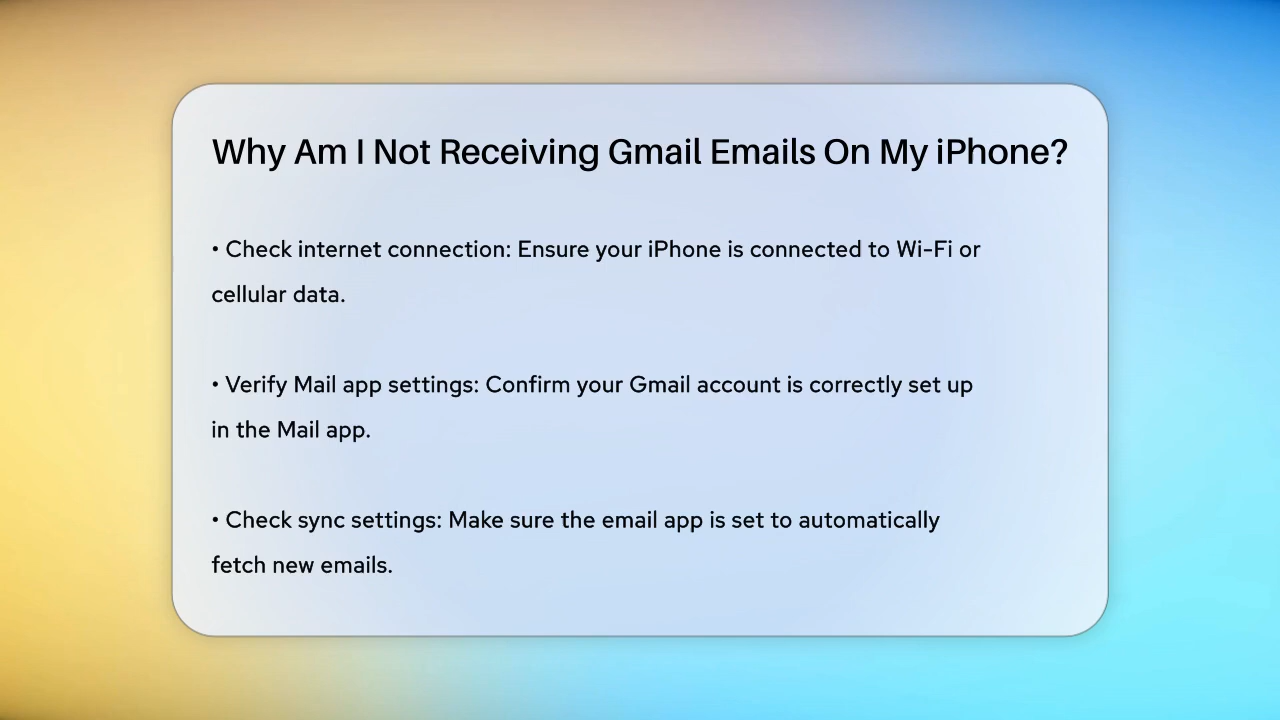 Why Am I Not Receiving Gmail Emails On My iPhone?
• Check internet connection: Ensure your iPhone is connected to Wi-Fi or
cellular data.
• Verify Mail app settings: Confirm your Gmail account is correctly set up
in the Mail app.
• Check sync settings: Make sure the email app is set to automatically
fetch new emails.